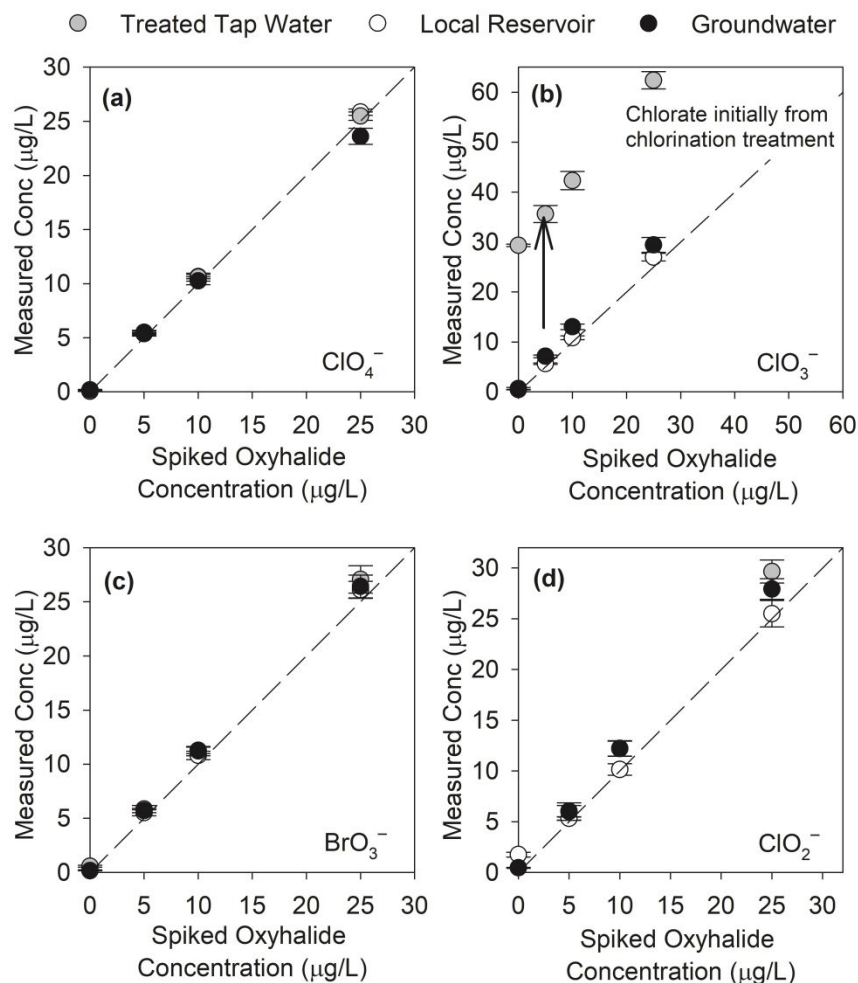 Treated Tap Water Local Reservoir Groundwater
(a)
Measured Conc (μg/L)
30
25
20
15
10
5
0
ClO₄⁻
0 5 10 15 20 25 30
Spiked Oxyhalide
Concentration (μg/L)
(b)
Chlorate initially from
chlorination treatment
Measured Conc (μg/L)
60
50
40
30
20
10
0
ClO₃⁻
0 5 10 20 30 40 50 60
Spiked Oxyhalide
Concentration (μg/L)
(c)
Measured Conc (μg/L)
30
25
20
15
10
5
0
BrO₃⁻
0 5 10 15 20 25 30
Spiked Oxyhalide
Concentration (μg/L)
(d)
Measured Conc (μg/L)
30
25
20
15
10
5
0
ClO₂⁻
0 5 10 15 20 25 30
Spiked Oxyhalide
Concentration (μg/L)